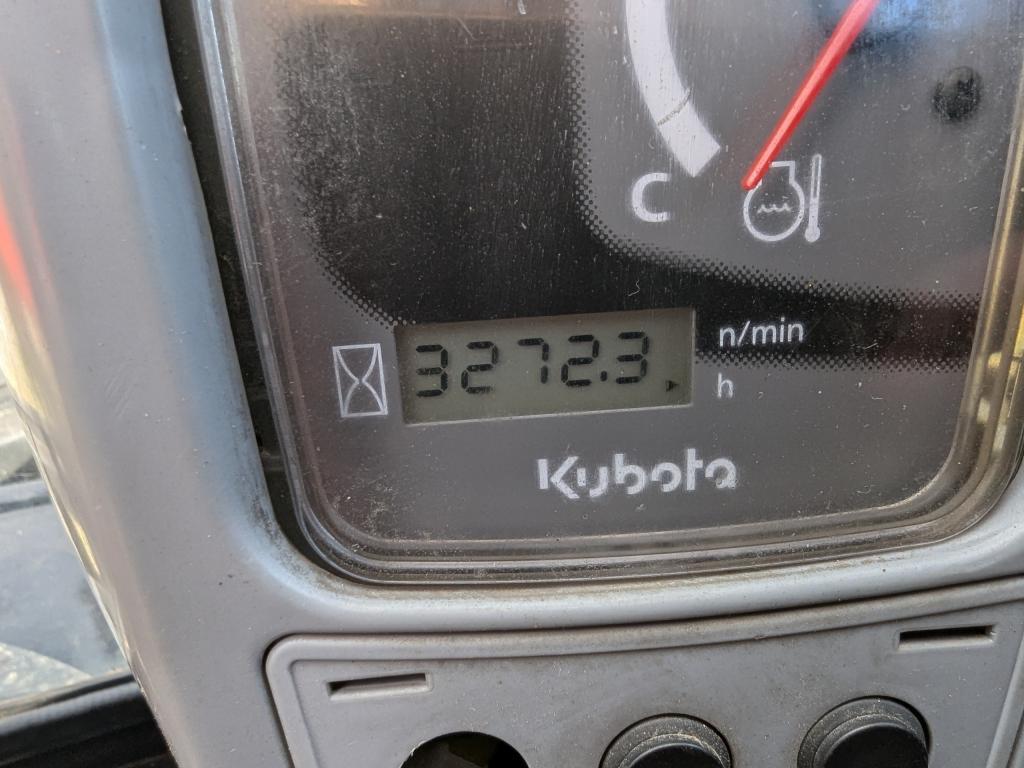 C
n/min
3272.3
h
Kubota